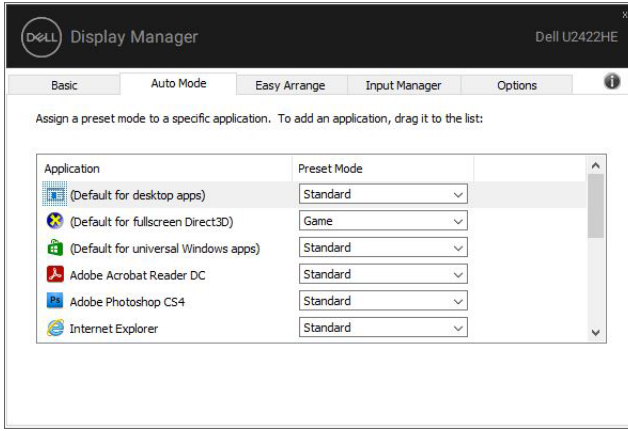 x
DELL Display Manager Dell U2422HE
Basic Auto Mode Easy Arrange Input Manager Options i
Assign a preset mode to a specific application. To add an application, drag it to the list:
Application Preset Mode
(Default for desktop apps) Standard
(Default for fullscreen Direct3D) Game
(Default for universal Windows apps) Standard
Adobe Acrobat Reader DC Standard
Ps Adobe Photoshop CS4 Standard
Internet Explorer Standard